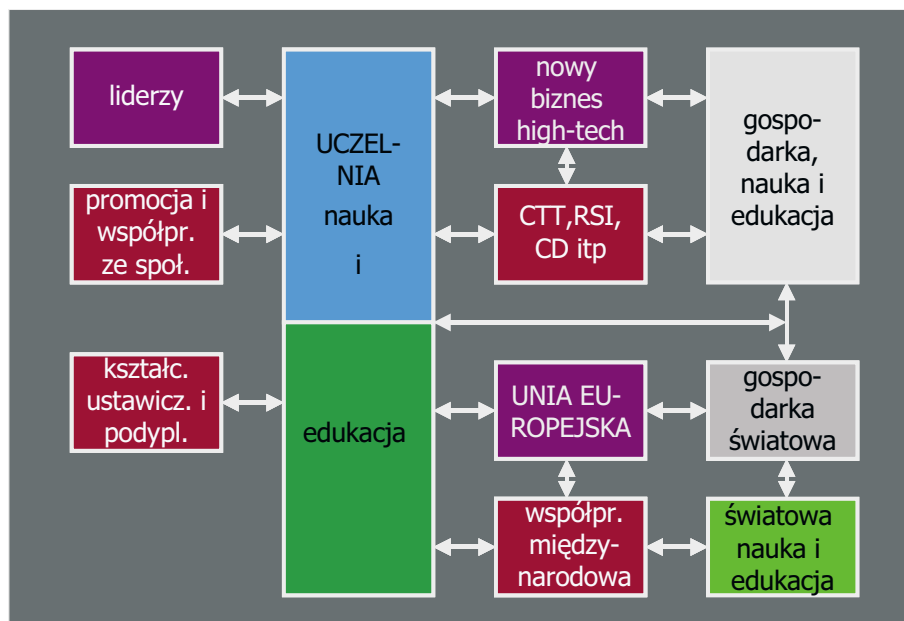 liderzy
promocja i
współpr.
ze społ.
kształc.
ustawicz. i
podypl.
UCZEL-
NIA
nauka
i
edukacja
nowy
biznes
high-tech
CTT,RSI,
CD itp
UNIA EU-
ROPEJSKA
współpr.
między-
narodowa
gospo-
darka,
nauka i
edukacja
gospo-
darka
światowa
światowa
nauka i
edukacja